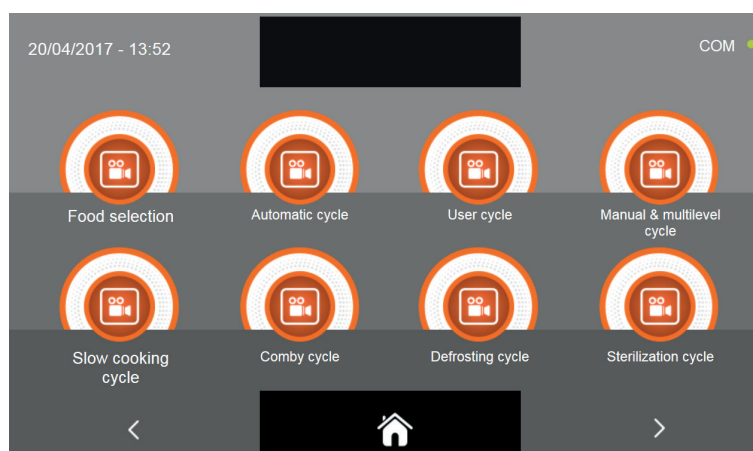 20/04/2017 - 13:52
COM
Food selection
Automatic cycle
User cycle
Manual & multilevel
cycle
Slow cooking
cycle
Comby cycle
Defrosting cycle
Sterilization cycle